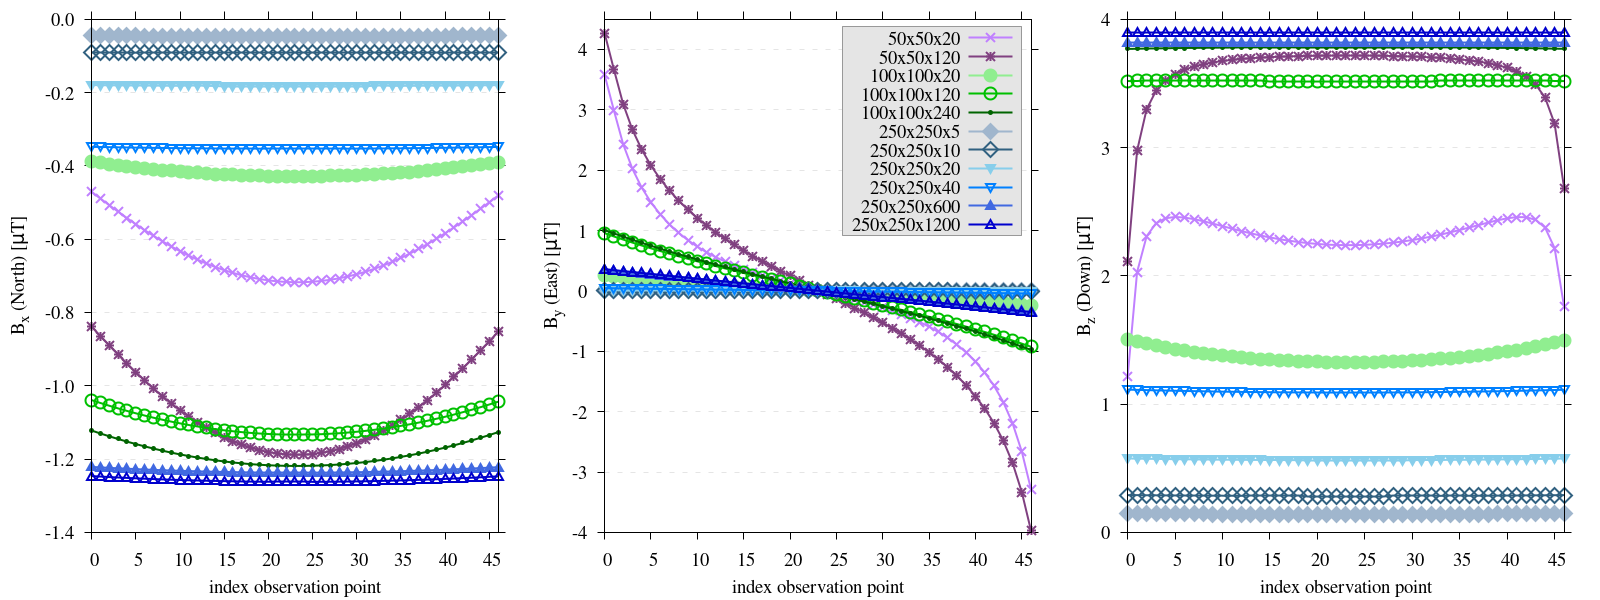 0.0
-0.2
-0.4
-0.6
-0.8
-1.0
-1.2
-1.4
0 5 10 15 20 25 30 35 40 45
index observation point
Bx (North) [µT]
4
3
2
1
0
-1
-2
-3
-4
0 5 10 15 20 25 30 35 40 45
index observation point
By (East) [µT]
50x50x20
50x50x120
100x100x20
100x100x120
100x100x240
250x250x5
250x250x10
250x250x20
250x250x40
250x250x600
250x250x1200
4
3
2
1
0
0 5 10 15 20 25 30 35 40 45
index observation point
Bz (Down) [µT]